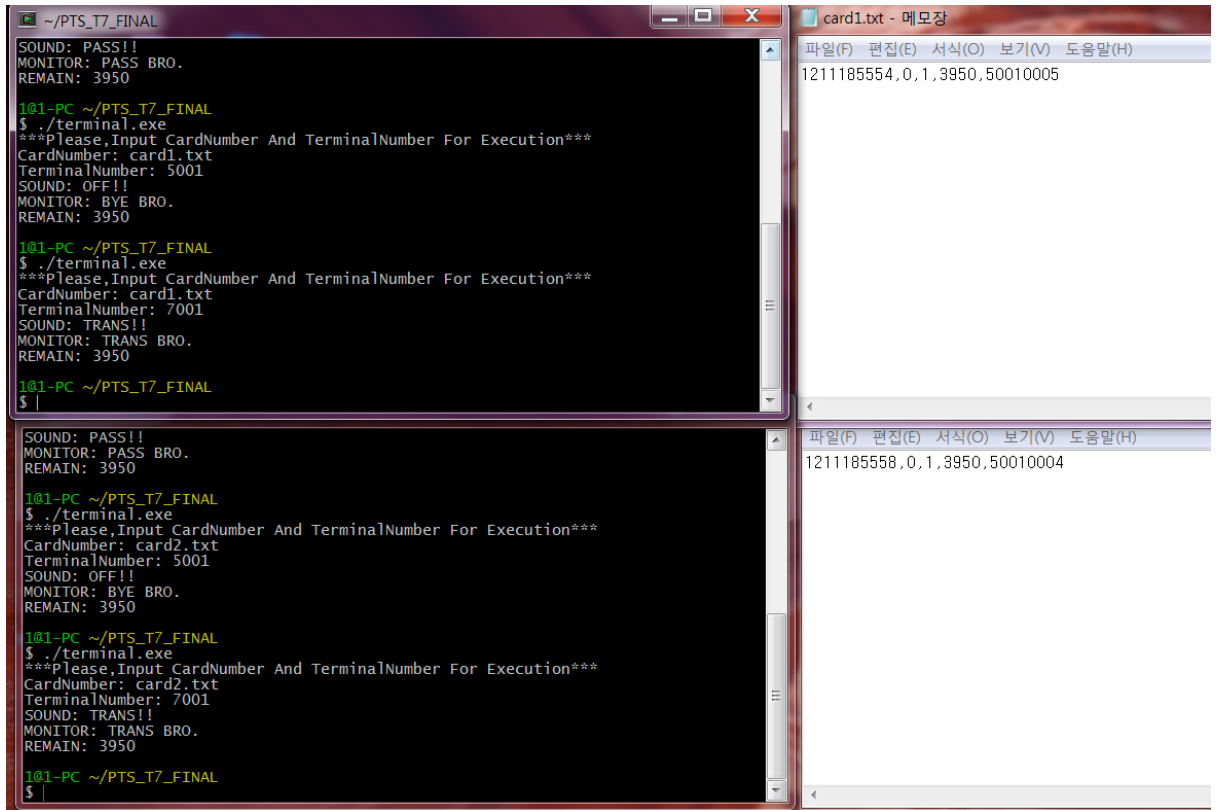 ~/PTS_T7_FINAL
SOUND: PASS!!
MONITOR: PASS BRO.
REMAIN: 3950
1@1-PC ~/PTS_T7_FINAL
$ ./terminal.exe
***Please,Input CardNumber And TerminalNumber For Execution***
CardNumber: card1.txt
TerminalNumber: 5001
SOUND: OFF!!
MONITOR: BYE BRO.
REMAIN: 3950
1@1-PC ~/PTS_T7_FINAL
$ ./terminal.exe
***Please,Input CardNumber And TerminalNumber For Execution***
CardNumber: card1.txt
TerminalNumber: 7001
SOUND: TRANS!!
MONITOR: TRANS BRO.
REMAIN: 3950
1@1-PC ~/PTS_T7_FINAL
$
card1.txt - 메모장
파일(F) 편집(E) 서식(O) 보기(V) 도움말(H)
1211185554,0,1,3950,50010005
SOUND: PASS!!
MONITOR: PASS BRO.
REMAIN: 3950
1@1-PC ~/PTS_T7_FINAL
$ ./terminal.exe
***Please,Input CardNumber And TerminalNumber For Execution***
CardNumber: card2.txt
TerminalNumber: 5001
SOUND: OFF!!
MONITOR: BYE BRO.
REMAIN: 3950
1@1-PC ~/PTS_T7_FINAL
$ ./terminal.exe
***Please,Input CardNumber And TerminalNumber For Execution***
CardNumber: card2.txt
TerminalNumber: 7001
SOUND: TRANS!!
MONITOR: TRANS BRO.
REMAIN: 3950
1@1-PC ~/PTS_T7_FINAL
$
파일(F) 편집(E) 서식(O) 보기(V) 도움말(H)
1211185558,0,1,3950,50010004